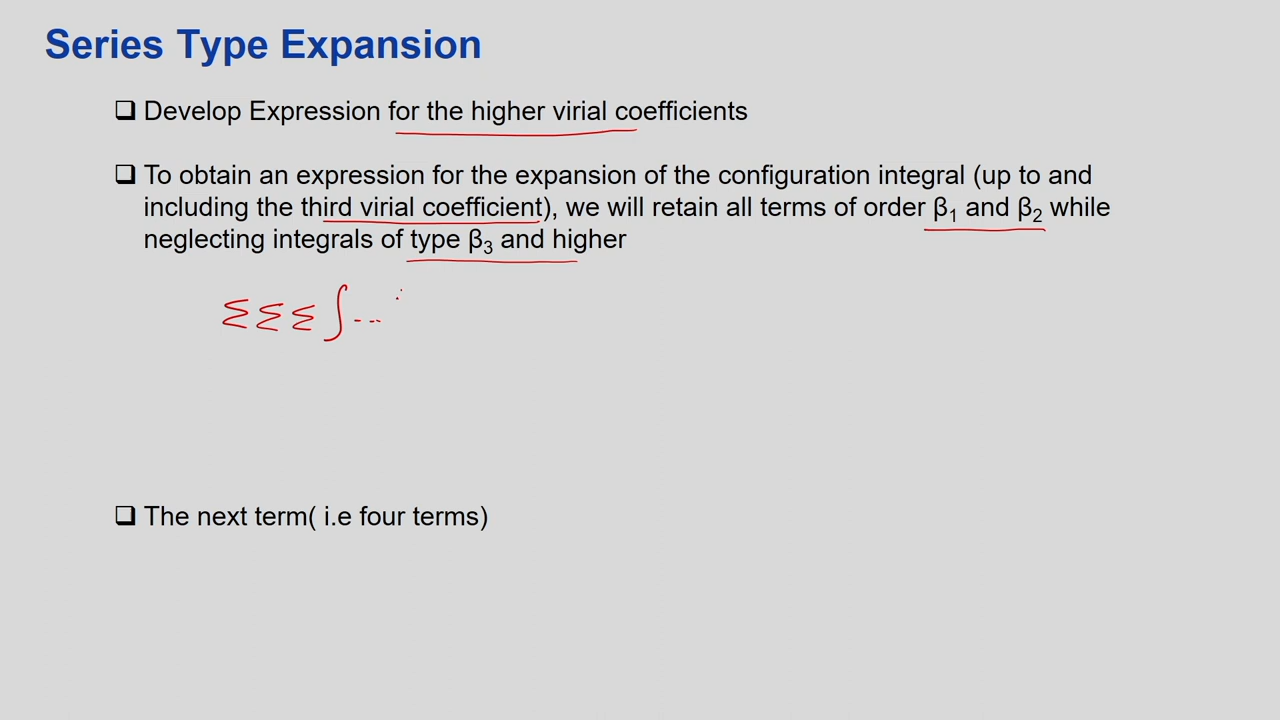 Series Type Expansion
❑ Develop Expression for the higher virial coefficients
❑ To obtain an expression for the expansion of the configuration integral (up to and
including the third virial coefficient), we will retain all terms of order β₁ and β₂ while
neglecting integrals of type β₃ and higher
Σ Σ Σ ∫ ...
❑ The next term( i.e four terms)